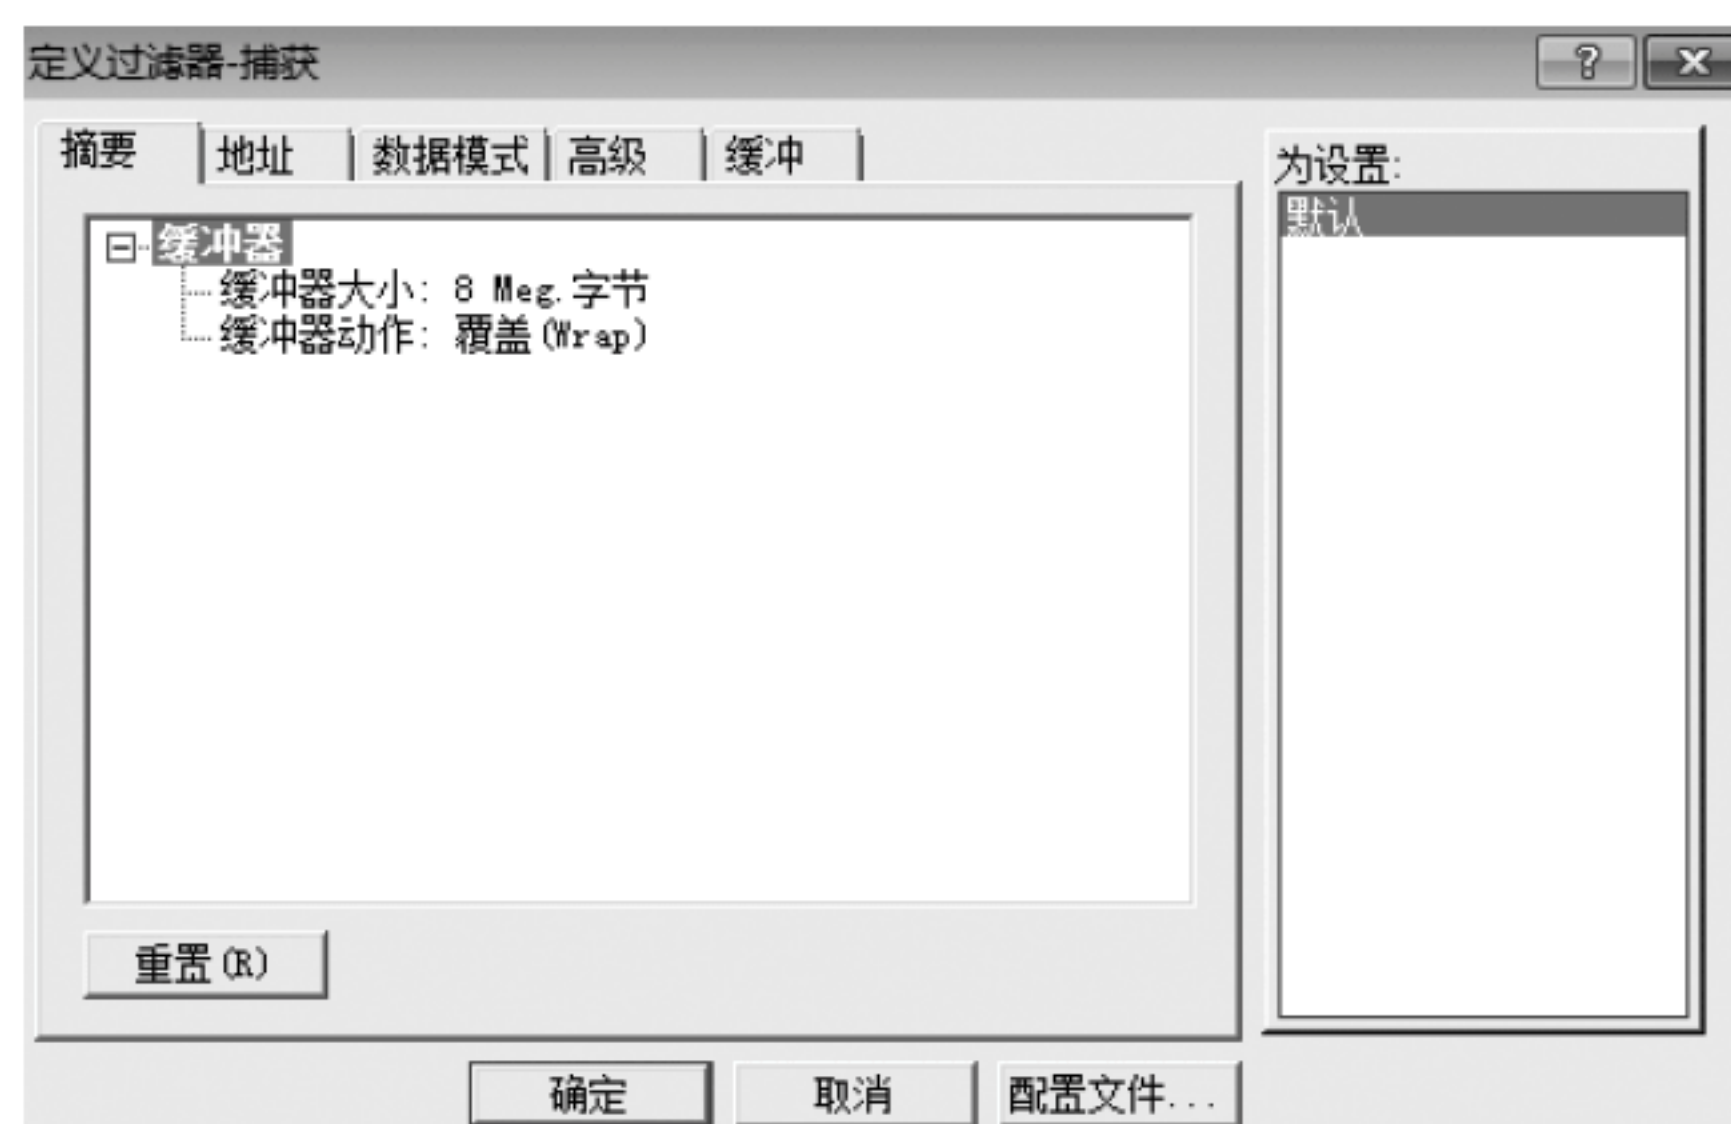 定义过滤器-捕获
摘要 地址 数据模式 高级 缓冲
缓冲器
缓冲器大小: 8 Meg.字节
缓冲器动作: 覆盖(Wrap)
重置(R)
为设置:
默认
确定 取消 配置文件...